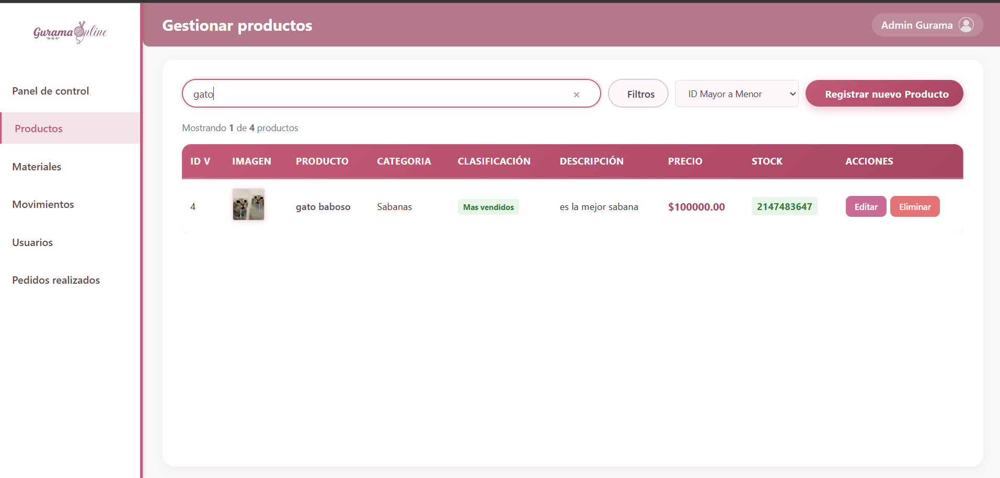 Gurama Online
Gestionar productos
Admin Gurama
Panel de control
Productos
Materiales
Movimientos
Usuarios
Pedidos realizados
gato ×
Filtros
ID Mayor a Menor
Registrar nuevo Producto
Mostrando 1 de 4 productos
ID V IMAGEN PRODUCTO CATEGORIA CLASIFICACIÓN DESCRIPCIÓN PRECIO STOCK ACCIONES
4 gato baboso Sabanas Mas vendidos es la mejor sabana $100000.00 2147483647 Editar Eliminar